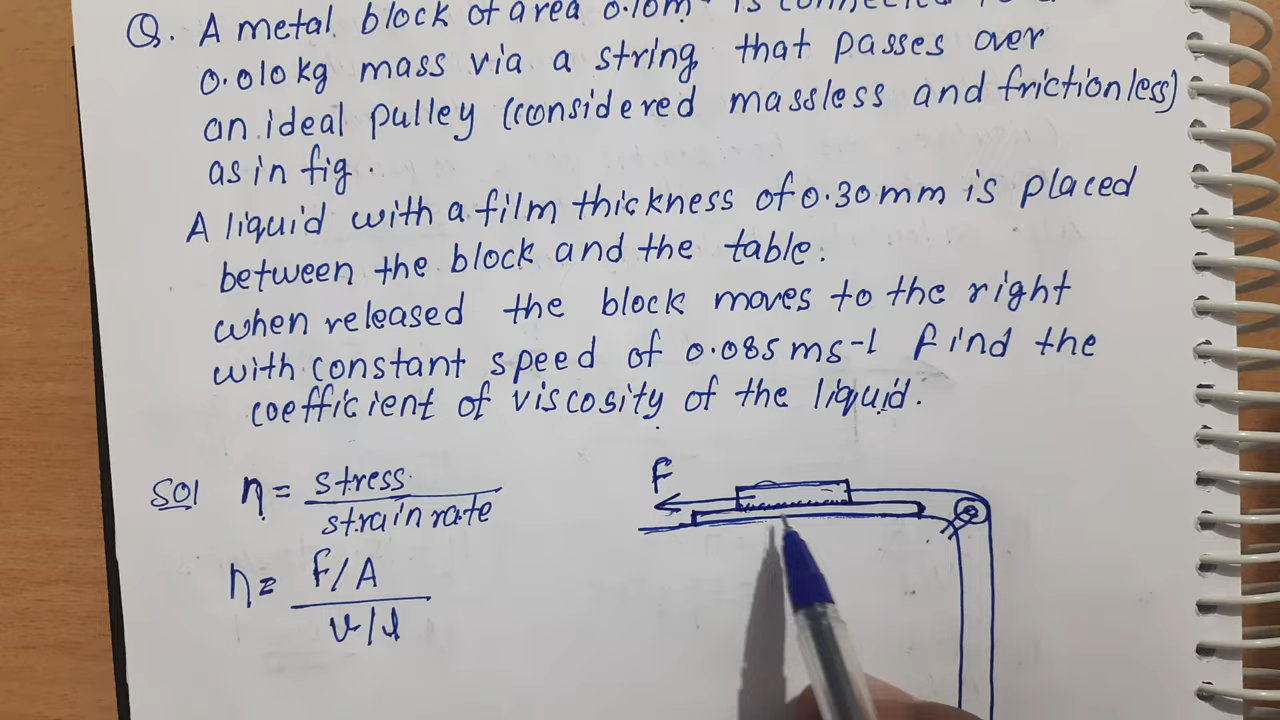 Q. A metal block of area 0.10m² is connected to a
0.010kg mass via a string that passes over
an ideal pulley (considered massless and frictionless)
as in fig.
A liquid with a film thickness of 0.30mm is placed
between the block and the table.
when released the block moves to the right
with constant speed of 0.085 ms-1 find the
coefficient of viscosity of the liquid.
Sol η = stress / strain rate
F
η = F/A / v/l